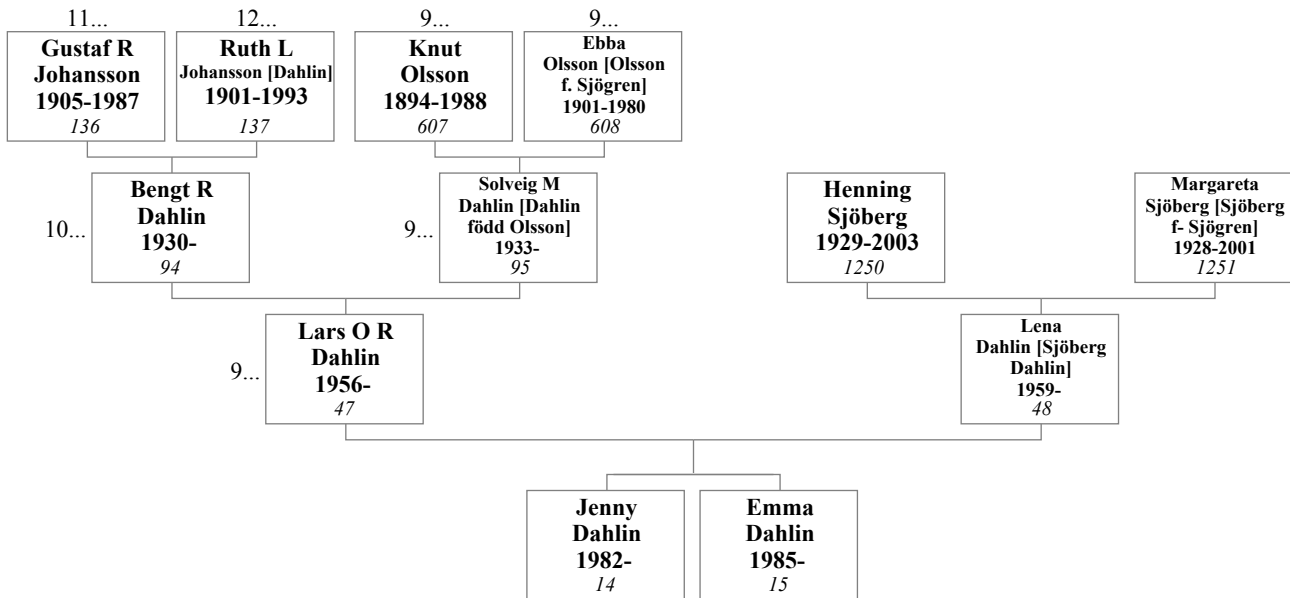 11...
12...
9...
9...
Gustaf R
Johansson
1905-1987
136
Ruth L
Johansson [Dahlin]
1901-1993
137
Knut
Olsson
1894-1988
607
Ebba
Olsson [Olsson
f. Sjögren]
1901-1980
608
10...
Bengt R
Dahlin
1930-
94
9...
Solveig M
Dahlin [Dahlin
född Olsson]
1933-
95
Henning
Sjöberg
1929-2003
1250
Margareta
Sjöberg [Sjöberg
f- Sjögren]
1928-2001
1251
9...
Lars O R
Dahlin
1956-
47
Lena
Dahlin [Sjöberg
Dahlin]
1959-
48
Jenny
Dahlin
1982-
14
Emma
Dahlin
1985-
15